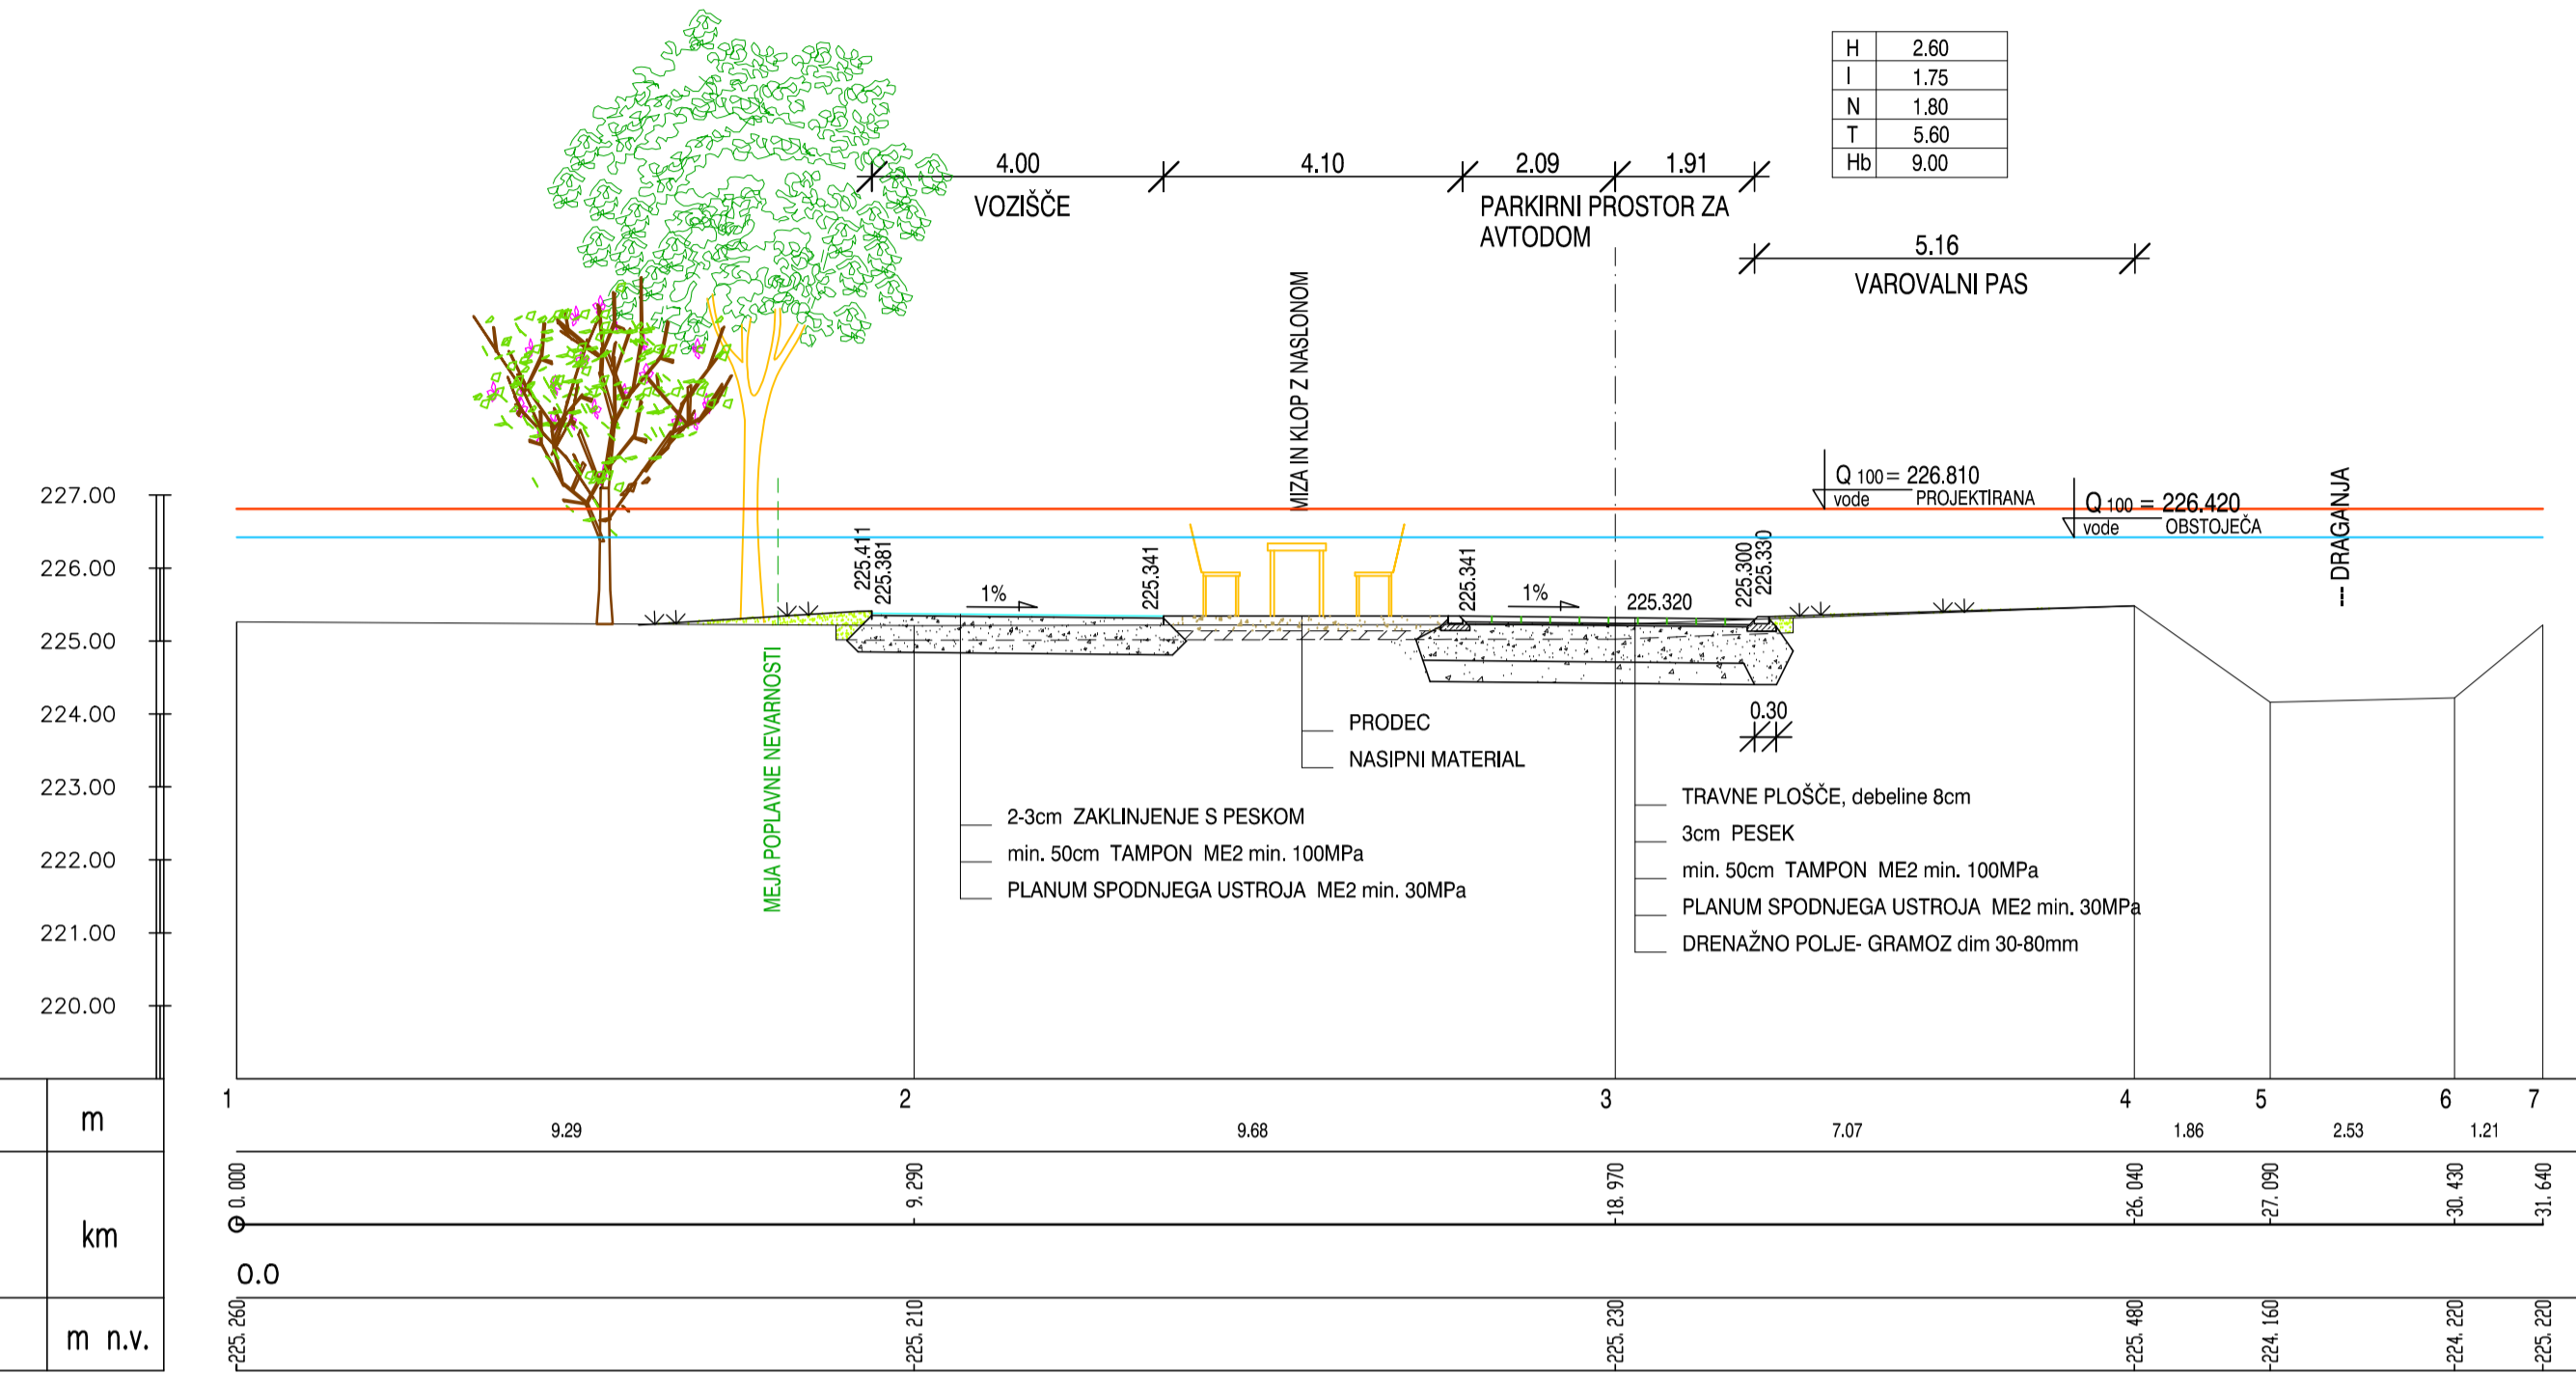 H 2.60
I 1.75
N 1.80
T 5.60
Hb 9.00
4.00 4.10 2.09 1.91
VOZIŠČE
PARKIRNI PROSTOR ZA
AVTODOM
5.16
VAROVALNI PAS
MIZA IN KLOP Z NASLONOM
Q 100 = 226.810
vode PROJEKTIRANA
Q 100 = 226.420
vode OBSTOJEČA
--- DRAGANJA
227.00
226.00
225.00
224.00
223.00
222.00
221.00
220.00
225.411
225.381
1%
225.341
225.341
1%
225.320
225.300
225.330
MEJA POPLAVNE NEVARNOSTI
0.30
PRODEC
NASIPNI MATERIAL
2-3cm ZAKLINJENJE S PESKOM
min. 50cm TAMPON ME2 min. 100MPa
PLANUM SPODNJEGA USTROJA ME2 min. 30MPa
TRAVNE PLOŠČE, debeline 8cm
3cm PESEK
min. 50cm TAMPON ME2 min. 100MPa
PLANUM SPODNJEGA USTROJA ME2 min. 30MPa
DRENAŽNO POLJE- GRAMOZ dim 30-80mm
1 2 3 4 5 6 7
m
9.29 9.68 7.07 1.86 2.53 1.21
km
0.000 9.290 18.970 26.040 27.090 30.430 31.640
0.0
m n.v.
225.260 225.210 225.230 225.480 224.160 224.220 225.220